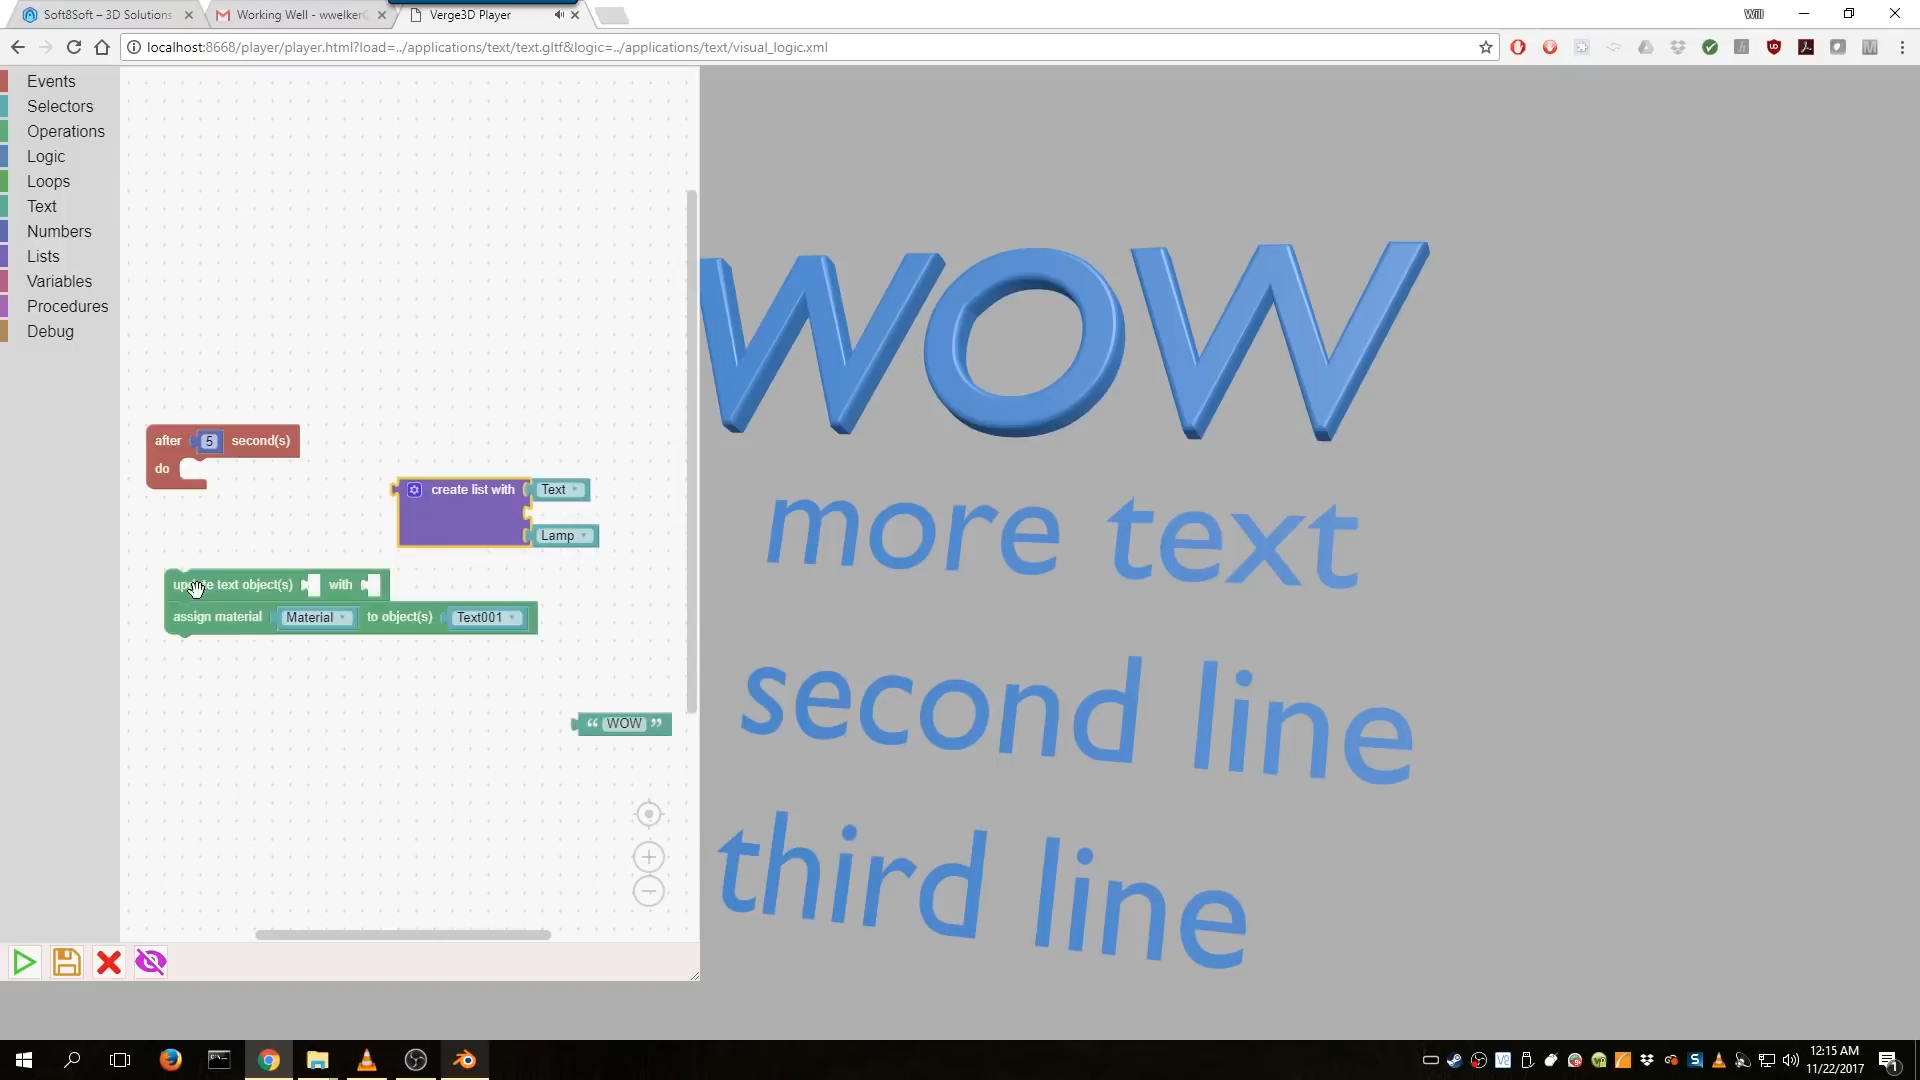 Soft8Soft – 3D Solutions
Working Well - wwelker@
Verge3D Player
Will
localhost:8668/player/player.html?load=../applications/text/text.gltf&logic=../applications/text/visual_logic.xml
Events
Selectors
Operations
Logic
Loops
Text
Numbers
Lists
Variables
Procedures
Debug
after 5 second(s)
do
create list with Text
Lamp
update text object(s) with
assign material Material to object(s) Text001
“ WOW ”
WOW
more text
second line
third line
12:15 AM
11/22/2017